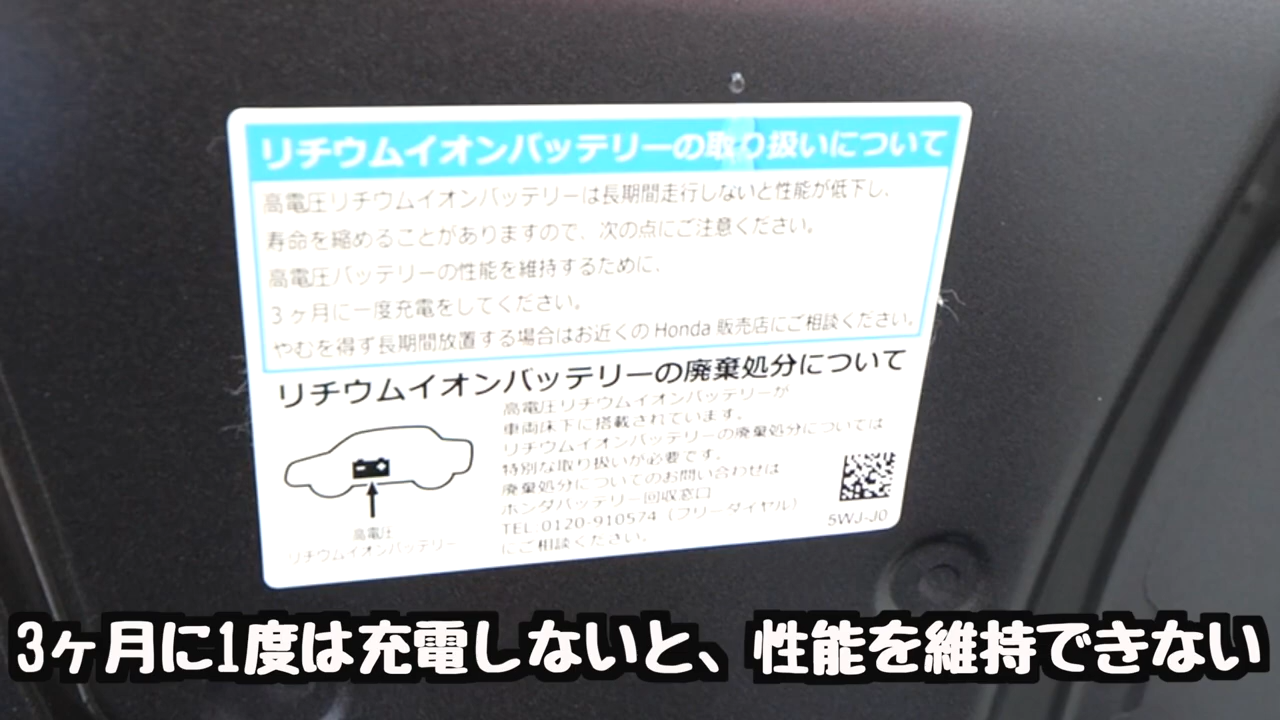 リチウムイオンバッテリーの取り扱いについて
高電圧リチウムイオンバッテリーは長期間走行しないと性能が低下し、
寿命を縮めることがありますので、次の点にご注意ください。
高電圧バッテリーの性能を維持するために、
3ヶ月に一度充電をしてください。
やむを得ず長期間放置する場合はお近くの Honda 販売店にご相談ください。
リチウムイオンバッテリーの廃棄処分について
高電圧リチウムイオンバッテリーが
車両床下に搭載されています。
リチウムイオンバッテリーの廃棄処分については
特別な取り扱いが必要です。
廃棄処分についてのお問い合わせは
ホンダバッテリー回収窓口
TEL 0120-910574（フリーダイヤル）
にご相談ください。
高電圧
リチウムイオンバッテリー
5WJ-J0
3ヶ月に1度は充電しないと、性能を維持できない